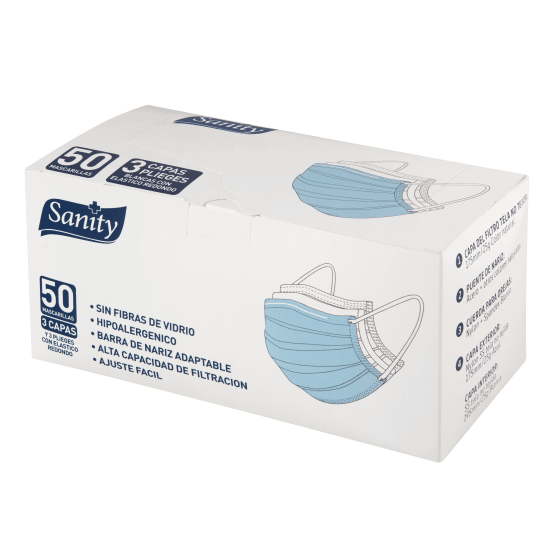 Sanity
50
MASCARILLAS
3 CAPAS
PLIEGES
BLANCAS CON
ELASTICO REDONDO
Sanity
50
MASCARILLAS
3 CAPAS
Y 3 PLIEGES
CON ELASTICO
REDONDO
• SIN FIBRAS DE VIDRIO
• HIPOALERGENICO
• BARRA DE NARIZ ADAPTABLE
• ALTA CAPACIDAD DE FILTRACION
• AJUSTE FACIL
1 CAPA DEL FILTRO TELA NO
2 PUENTE DE NARIZ:
3 CUERDA PARA OREJAS:
4 CAPA EXTERIOR
CAPA INTERIOR: